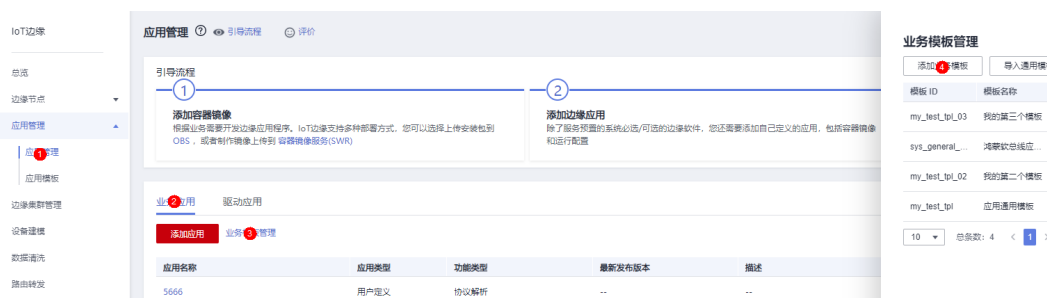 IoT边缘
总览
边缘节点
应用管理
应 1 管理
应用模板
边缘集群管理
设备建模
数据清洗
路由转发
应用管理 ? 引导流程 评价
引导流程
1
添加容器镜像
根据业务需要开发边缘应用程序。IoT边缘支持多种部署方式，您可以选择上传安装包到
OBS ，或者制作镜像上传到 容器镜像服务(SWR)
2
添加边缘应用
除了服务预置的系统必选/可选的边缘软件，您还需要添加自己定义的应用，包括容器镜像
和运行配置
业 2 应用 驱动应用
添加应用 业务 3 管理
应用名称 应用类型 功能类型 最新发布版本 描述
5666 用户定义 协议解析 -- --
业务模板管理
添加 4 模板 导入通用模
模板 ID 模板名称
my_test_tpl_03 我的第三个模板
sys_general_... 鸿蒙软总线应...
my_test_tpl_02 我的第二个模板
my_test_tpl 应用通用模板
10 总条数: 4 < 1